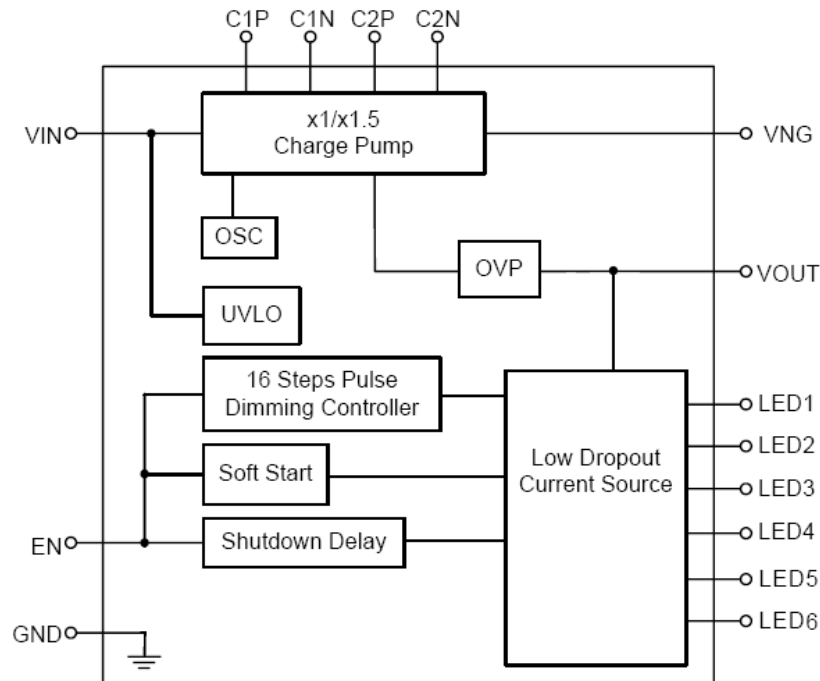 C1P C1N C2P C2N
x1/x1.5
Charge Pump
VIN
VNG
OSC
OVP
VOUT
UVLO
16 Steps Pulse
Dimming Controller
LED1
LED2
Low Dropout
Current Source
Soft Start
LED3
LED4
EN
Shutdown Delay
LED5
LED6
GND